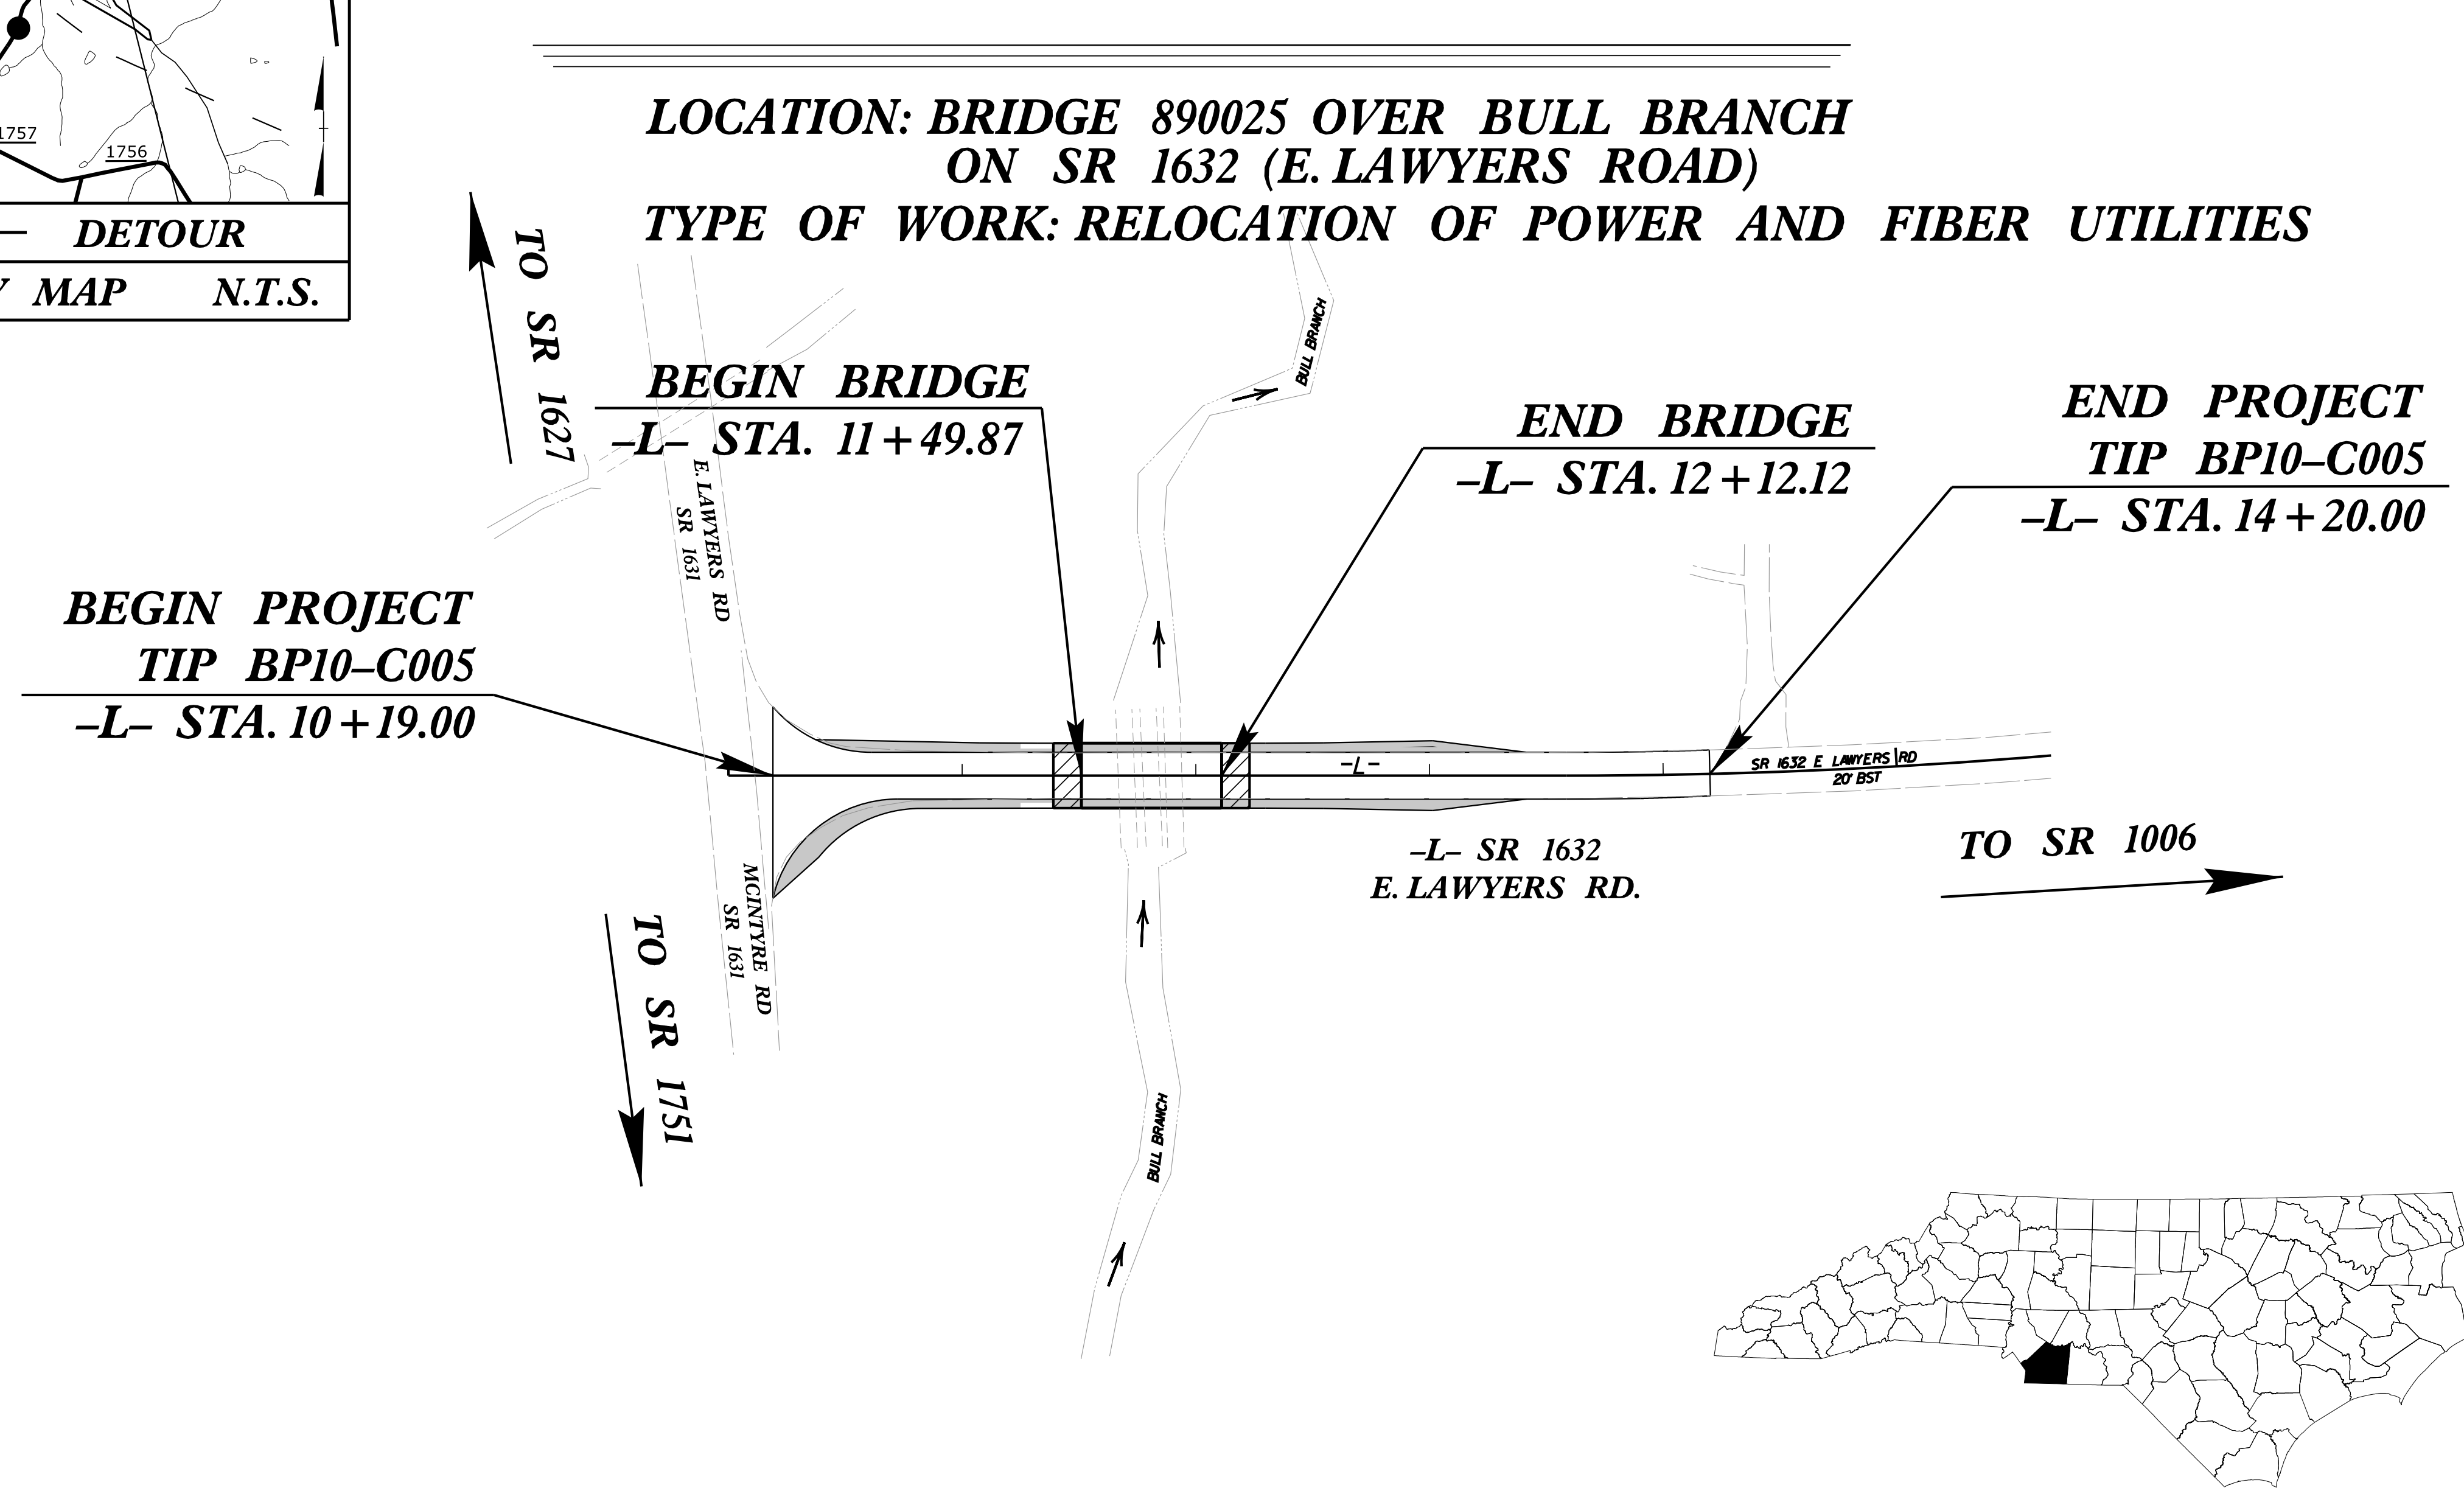 1757
1756
DETOUR
MAP N.T.S.
LOCATION: BRIDGE 890025 OVER BULL BRANCH
ON SR 1632 (E. LAWYERS ROAD)
TYPE OF WORK: RELOCATION OF POWER AND FIBER UTILITIES
TO SR 1627
BULL BRANCH
BEGIN BRIDGE
–L– STA. 11+49.87
END BRIDGE
–L– STA. 12+12.12
END PROJECT
TIP BP10–C005
–L– STA. 14+20.00
E. LAWYERS RD
SR 1631
BEGIN PROJECT
TIP BP10–C005
–L– STA. 10+19.00
-L-
SR 1632 E LAWYERS RD
20' BST
–L– SR 1632
E. LAWYERS RD.
TO SR 1006
MCINTYRE RD
SR 1631
TO SR 1751
BULL BRANCH